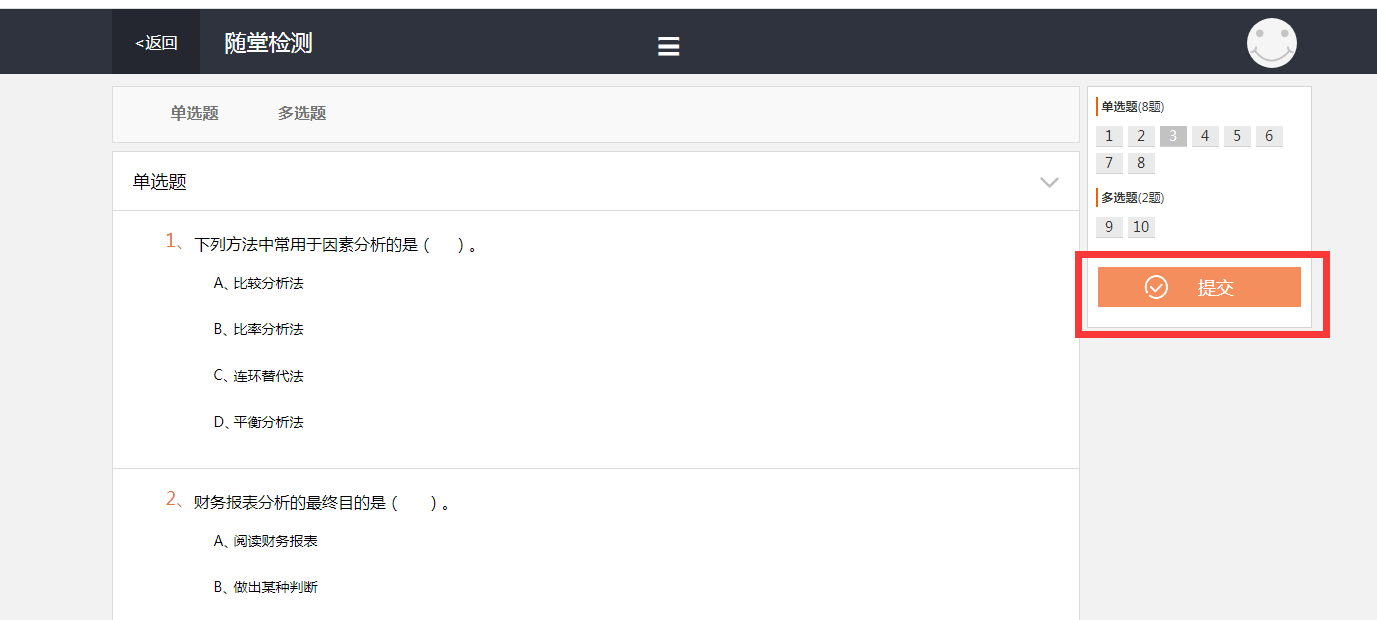 <返回 随堂检测
单选题 多选题
单选题
1、下列方法中常用于因素分析的是（ ）。
A、比较分析法
B、比率分析法
C、连环替代法
D、平衡分析法
2、财务报表分析的最终目的是（ ）。
A、阅读财务报表
B、做出某种判断
单选题(8题)
1 2 3 4 5 6
7 8
多选题(2题)
9 10
提交